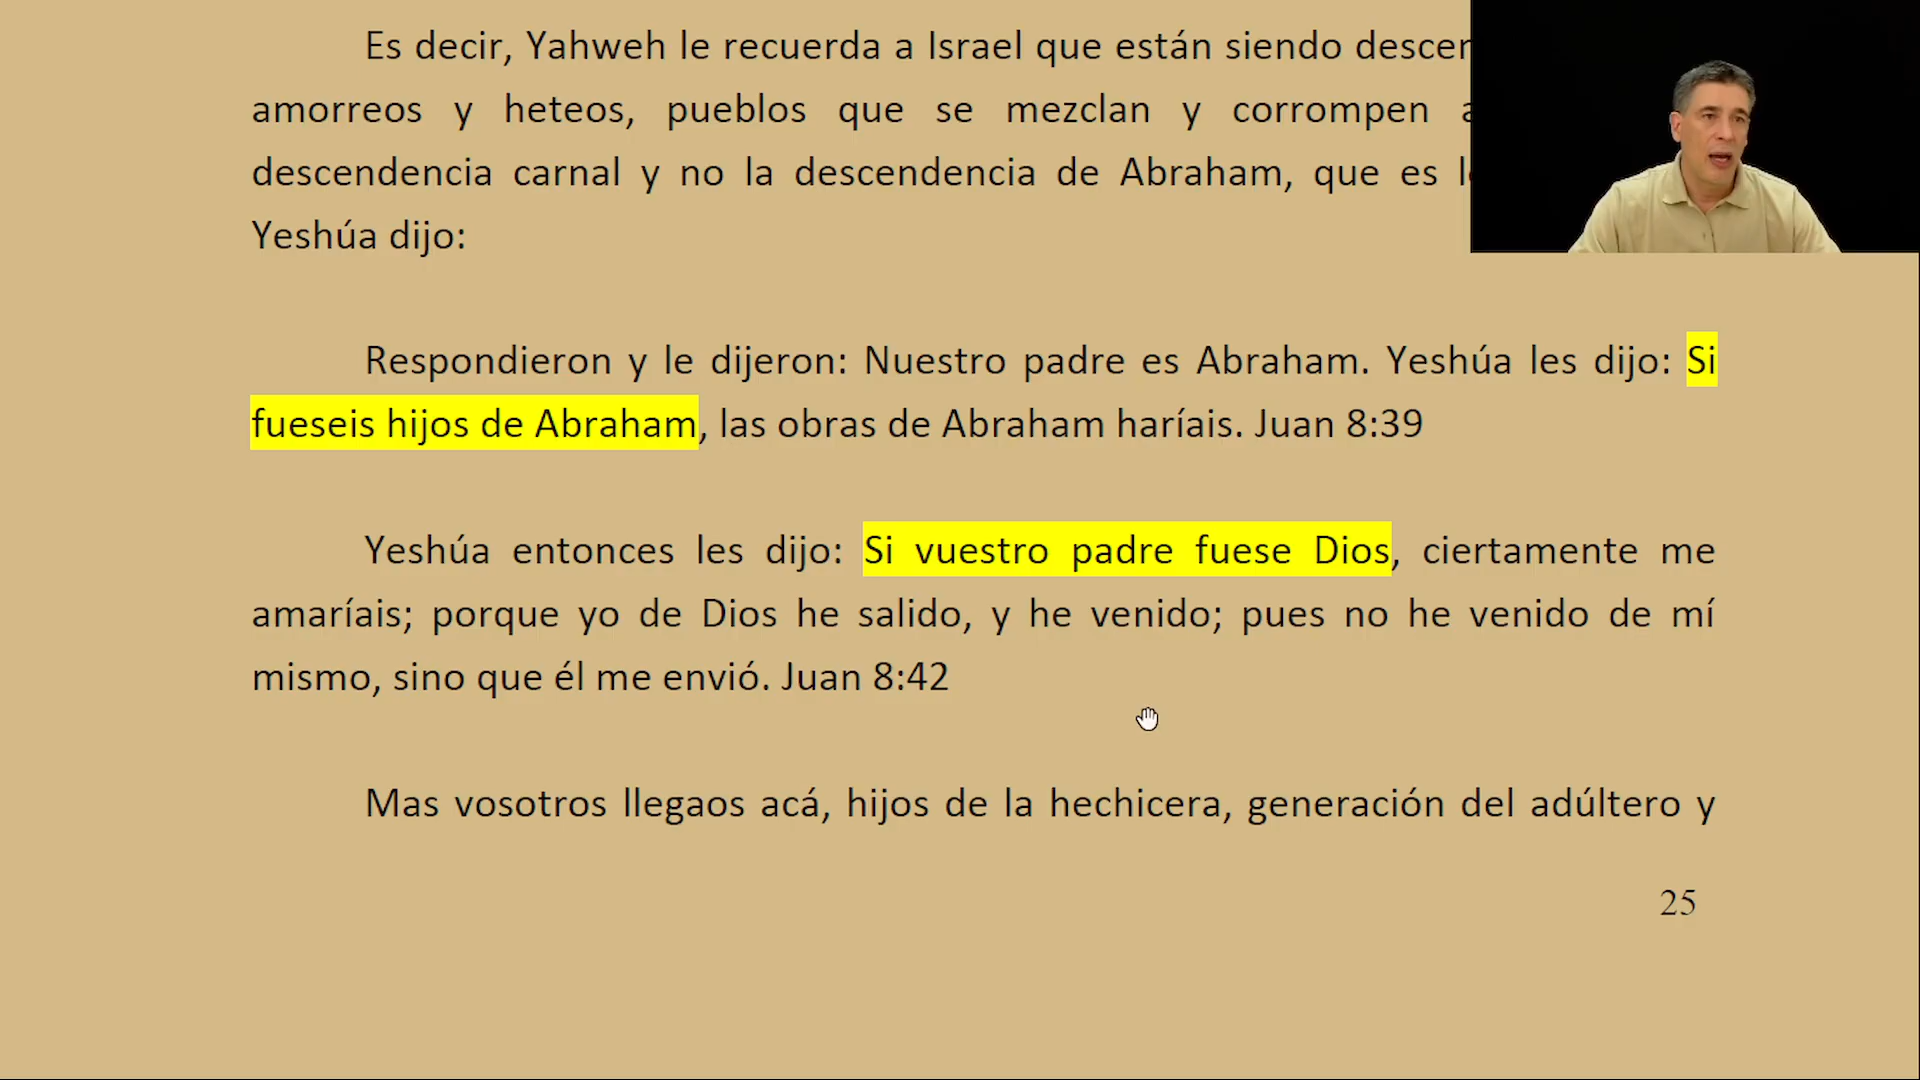 Es decir, Yahweh le recuerda a Israel que están siendo
amorreos y heteos, pueblos que se mezclan y corrompen
descendencia carnal y no la descendencia de Abraham, que es
Yeshúa dijo:
Respondieron y le dijeron: Nuestro padre es Abraham. Yeshúa les dijo: Si
fueseis hijos de Abraham, las obras de Abraham haríais. Juan 8:39
Yeshúa entonces les dijo: Si vuestro padre fuese Dios, ciertamente me
amaríais; porque yo de Dios he salido, y he venido; pues no he venido de mí
mismo, sino que él me envió. Juan 8:42
Mas vosotros llegaos acá, hijos de la hechicera, generación del adúltero y
25